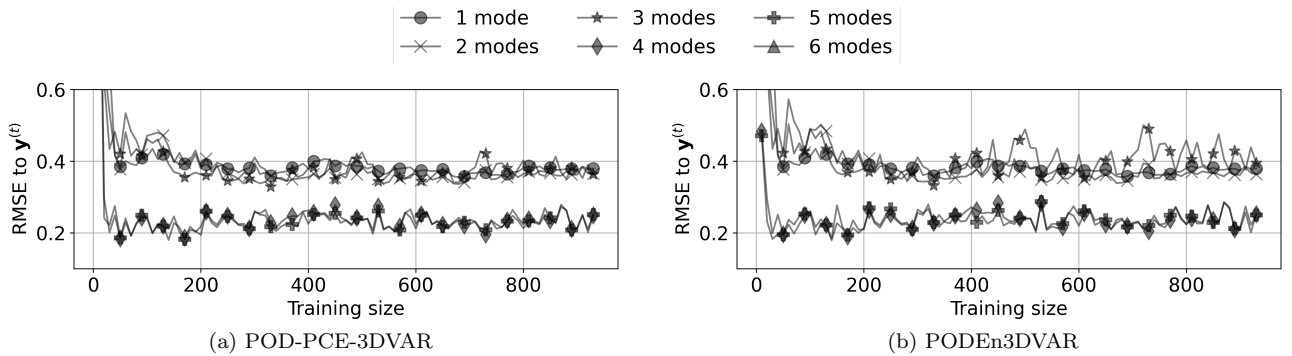 1 mode 3 modes 5 modes
2 modes 4 modes 6 modes
RMSE to y^(t)
0.6
0.4
0.2
0 200 400 600 800
Training size
(a) POD-PCE-3DVAR
RMSE to y^(t)
0.6
0.4
0.2
0 200 400 600 800
Training size
(b) PODEn3DVAR